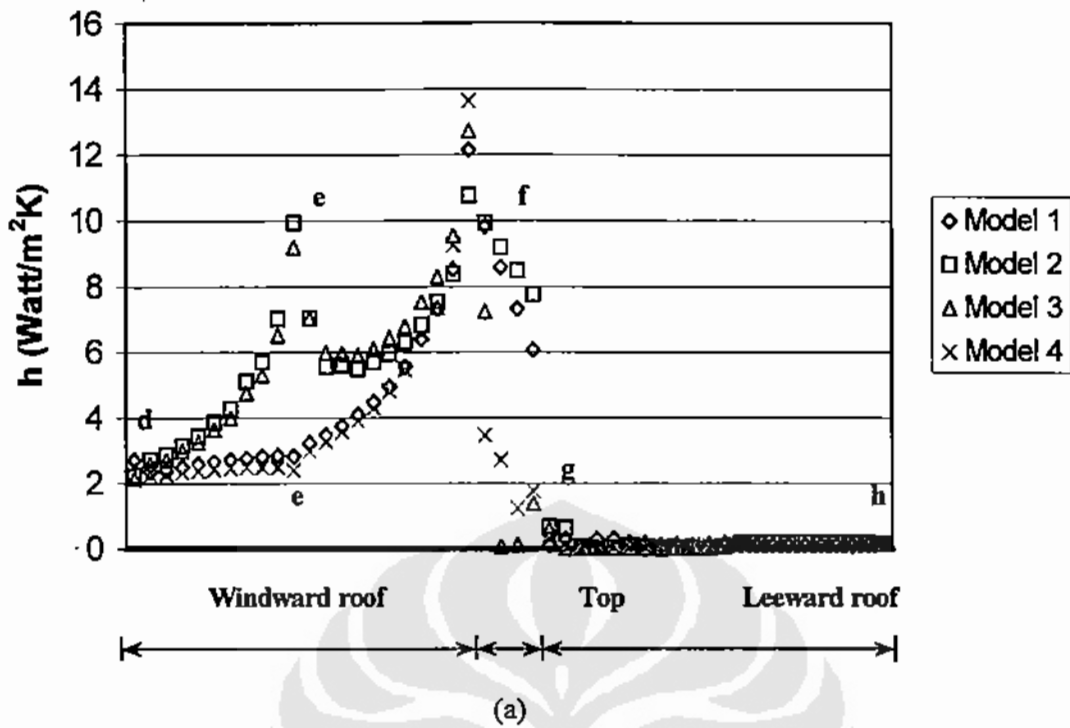 16
14
12
10
8
6
4
2
0
h (Watt/m²K)
d
e
e
f
g
h
Model 1
Model 2
Model 3
Model 4
Windward roof Top Leeward roof
(a)